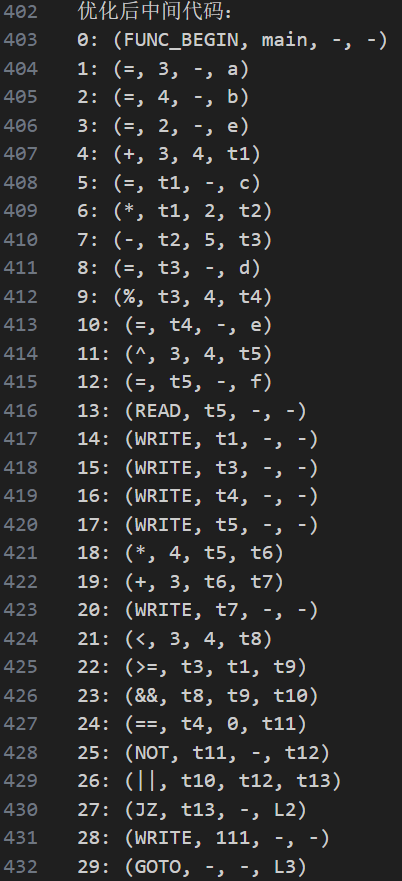 402 优化后中间代码：
403 0: (FUNC_BEGIN, main, -, -)
404 1: (=, 3, -, a)
405 2: (=, 4, -, b)
406 3: (=, 2, -, e)
407 4: (+, 3, 4, t1)
408 5: (=, t1, -, c)
409 6: (*, t1, 2, t2)
410 7: (-, t2, 5, t3)
411 8: (=, t3, -, d)
412 9: (%, t3, 4, t4)
413 10: (=, t4, -, e)
414 11: (^, 3, 4, t5)
415 12: (=, t5, -, f)
416 13: (READ, t5, -, -)
417 14: (WRITE, t1, -, -)
418 15: (WRITE, t3, -, -)
419 16: (WRITE, t4, -, -)
420 17: (WRITE, t5, -, -)
421 18: (*, 4, t5, t6)
422 19: (+, 3, t6, t7)
423 20: (WRITE, t7, -, -)
424 21: (<, 3, 4, t8)
425 22: (>=, t3, t1, t9)
426 23: (&&, t8, t9, t10)
427 24: (==, t4, 0, t11)
428 25: (NOT, t11, -, t12)
429 26: (||, t10, t12, t13)
430 27: (JZ, t13, -, L2)
431 28: (WRITE, 111, -, -)
432 29: (GOTO, -, -, L3)